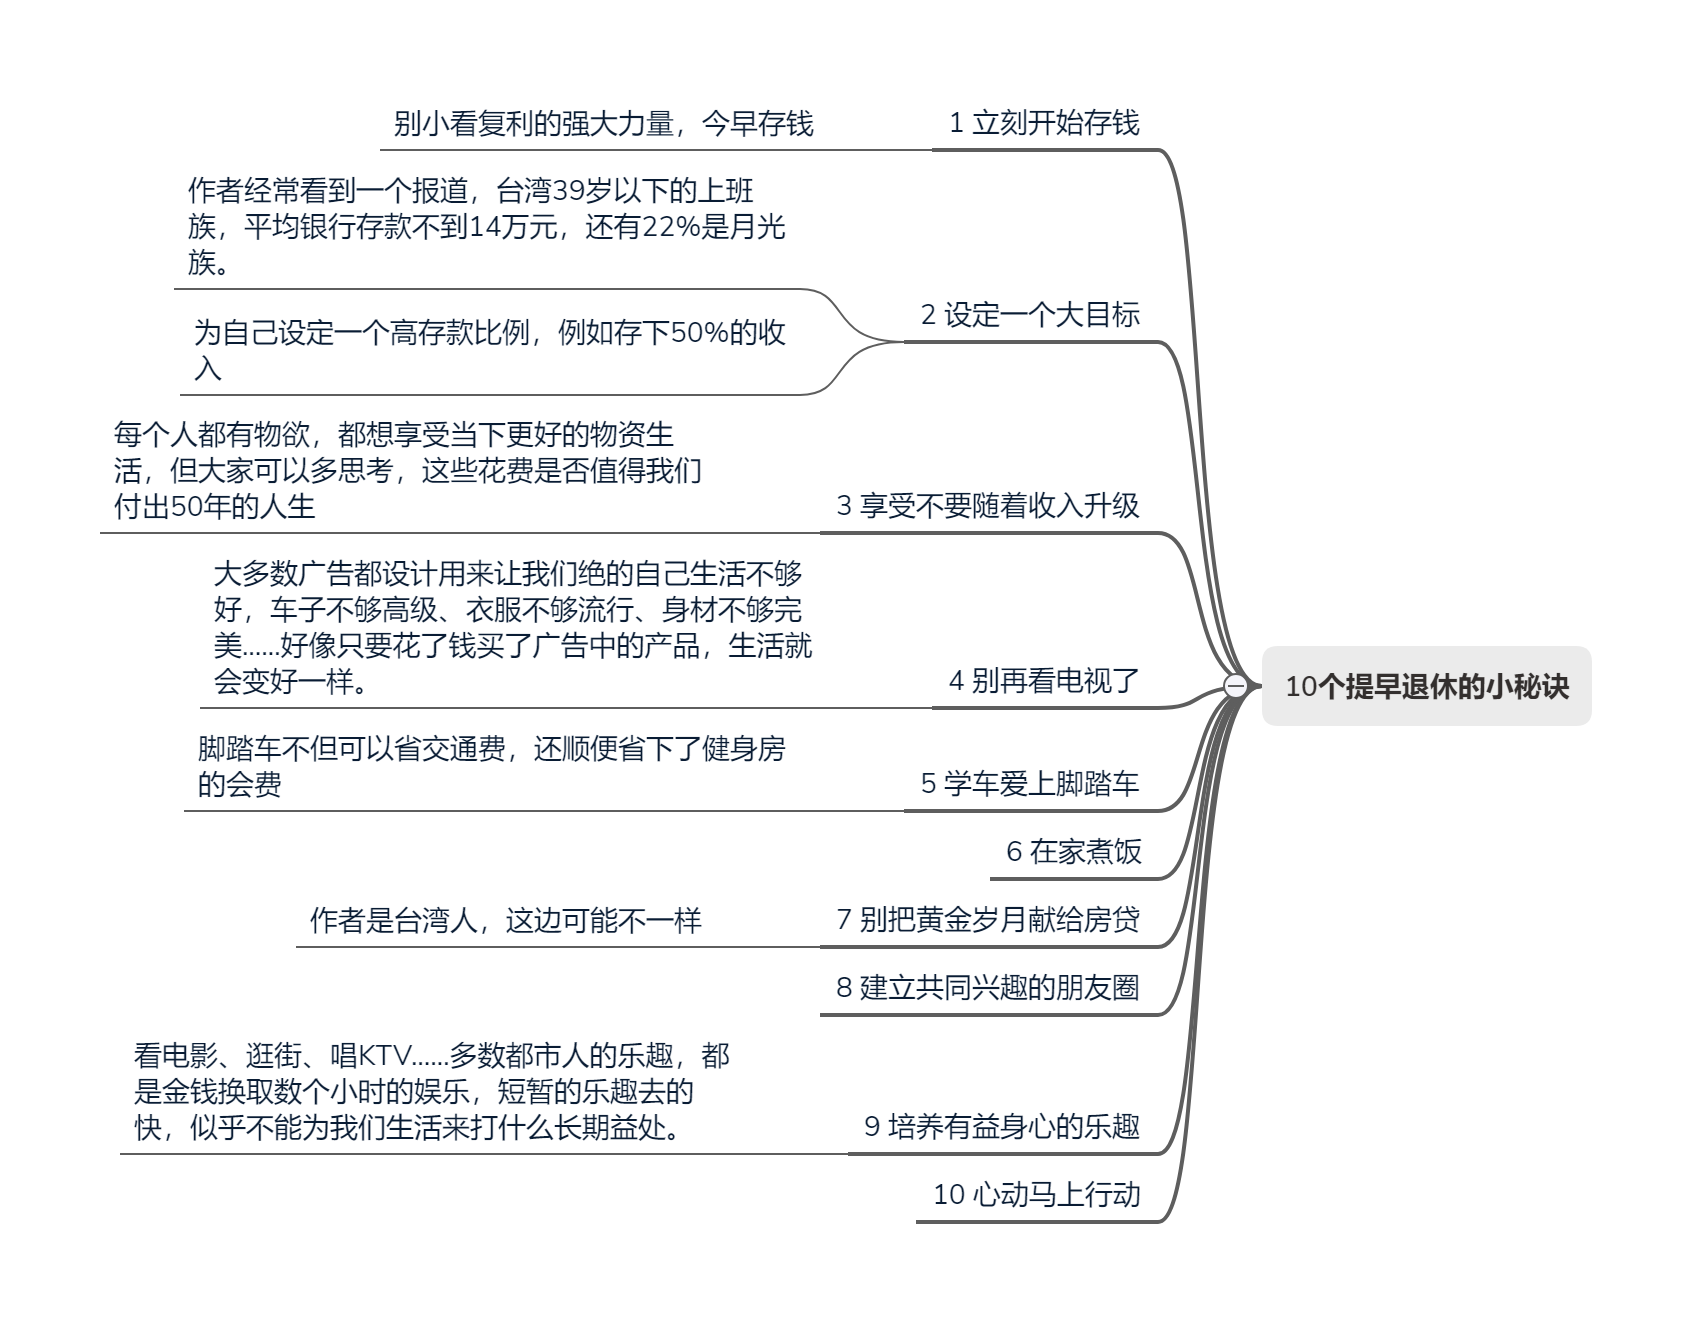 10个提早退休的小秘诀
1 立刻开始存钱
别小看复利的强大力量，今早存钱
2 设定一个大目标
作者经常看到一个报道，台湾39岁以下的上班
族，平均银行存款不到14万元，还有22%是月光
族。
为自己设定一个高存款比例，例如存下50%的收
入
3 享受不要随着收入升级
每个人都有物欲，都想享受当下更好的物资生
活，但大家可以多思考，这些花费是否值得我们
付出50年的人生
4 别再看电视了
大多数广告都设计用来让我们绝的自己生活不够
好，车子不够高级、衣服不够流行、身材不够完
美......好像只要花了钱买了广告中的产品，生活就
会变好一样。
5 学车爱上脚踏车
脚踏车不但可以省交通费，还顺便省下了健身房
的会费
6 在家煮饭
7 别把黄金岁月献给房贷
作者是台湾人，这边可能不一样
8 建立共同兴趣的朋友圈
9 培养有益身心的乐趣
看电影、逛街、唱KTV......多数都市人的乐趣，都
是金钱换取数个小时的娱乐，短暂的乐趣去的
快，似乎不能为我们生活来打什么长期益处。
10 心动马上行动